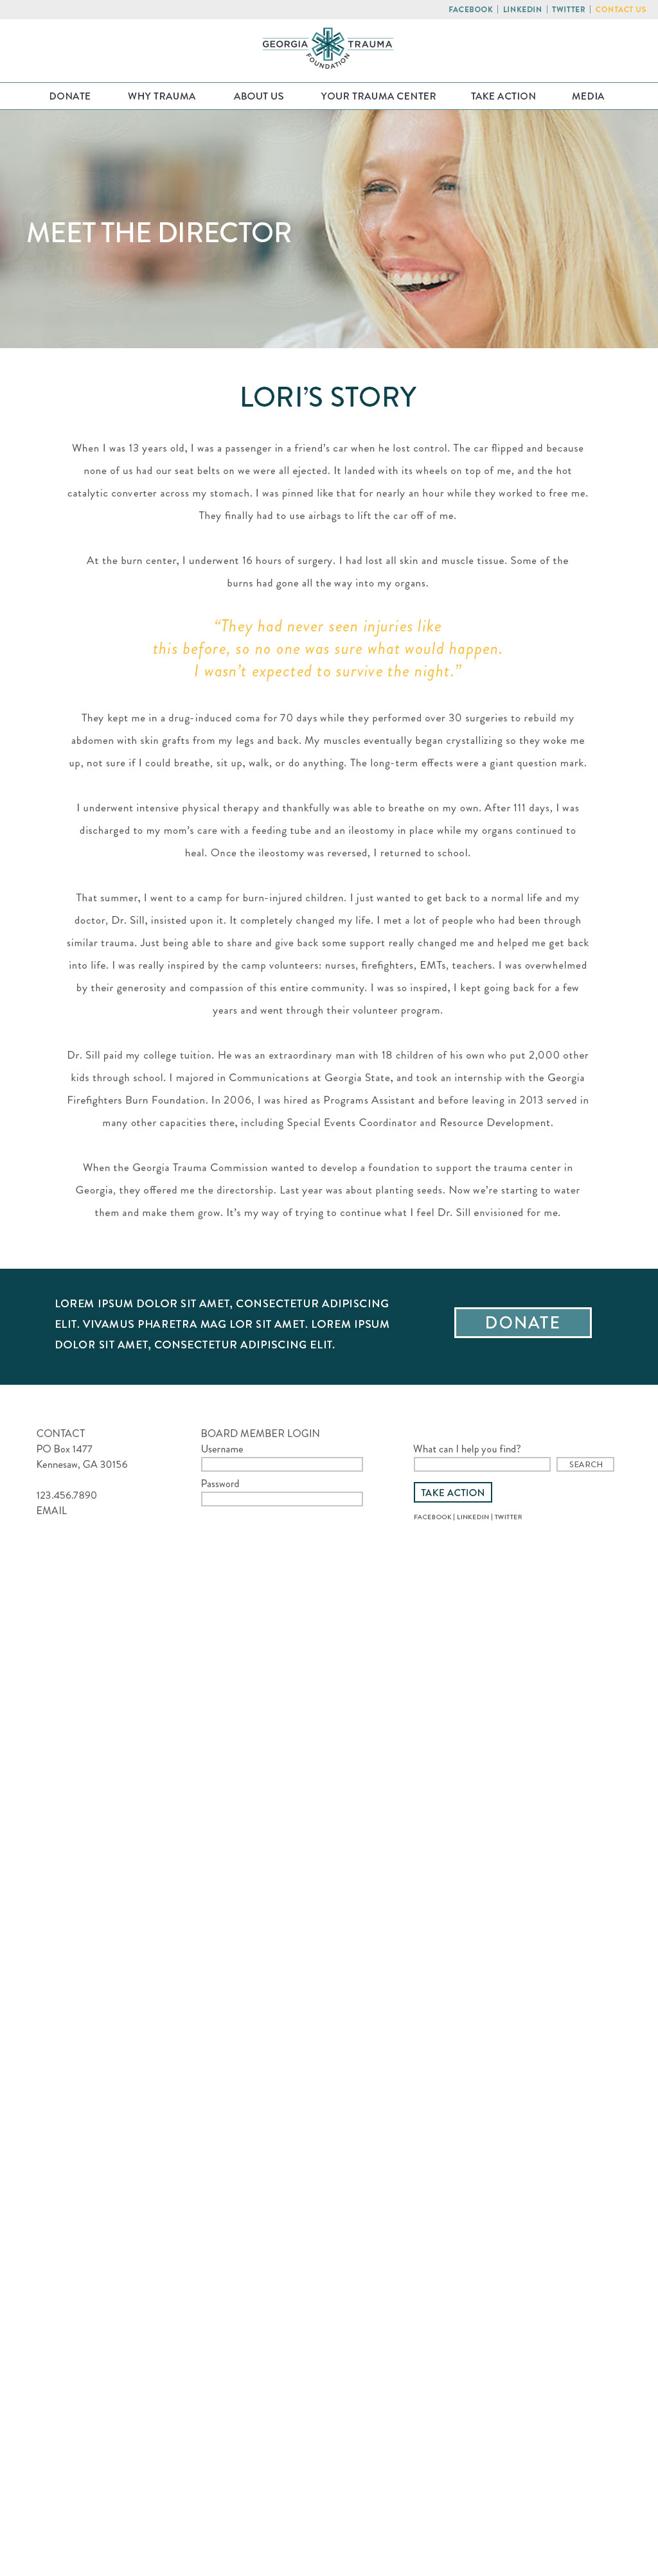 FACEBOOK | LINKEDIN | TWITTER | CONTACT US
GEORGIA TRAUMA
FOUNDATION
DONATE WHY TRAUMA ABOUT US YOUR TRAUMA CENTER TAKE ACTION MEDIA
MEET THE DIRECTOR
LORI’S STORY
When I was 13 years old, I was a passenger in a friend’s car when he lost control. The car flipped and because
none of us had our seat belts on we were all ejected. It landed with its wheels on top of me, and the hot
catalytic converter across my stomach. I was pinned like that for nearly an hour while they worked to free me.
They finally had to use airbags to lift the car off of me.
At the burn center, I underwent 16 hours of surgery. I had lost all skin and muscle tissue. Some of the
burns had gone all the way into my organs.
“They had never seen injuries like
this before, so no one was sure what would happen.
I wasn’t expected to survive the night.”
They kept me in a drug-induced coma for 70 days while they performed over 30 surgeries to rebuild my
abdomen with skin grafts from my legs and back. My muscles eventually began crystallizing so they woke me
up, not sure if I could breathe, sit up, walk, or do anything. The long-term effects were a giant question mark.
I underwent intensive physical therapy and thankfully was able to breathe on my own. After 111 days, I was
discharged to my mom’s care with a feeding tube and an ileostomy in place while my organs continued to
heal. Once the ileostomy was reversed, I returned to school.
That summer, I went to a camp for burn-injured children. I just wanted to get back to a normal life and my
doctor, Dr. Sill, insisted upon it. It completely changed my life. I met a lot of people who had been through
similar trauma. Just being able to share and give back some support really changed me and helped me get back
into life. I was really inspired by the camp volunteers: nurses, firefighters, EMTs, teachers. I was overwhelmed
by their generosity and compassion of this entire community. I was so inspired, I kept going back for a few
years and went through their volunteer program.
Dr. Sill paid my college tuition. He was an extraordinary man with 18 children of his own who put 2,000 other
kids through school. I majored in Communications at Georgia State, and took an internship with the Georgia
Firefighters Burn Foundation. In 2006, I was hired as Programs Assistant and before leaving in 2013 served in
many other capacities there, including Special Events Coordinator and Resource Development.
When the Georgia Trauma Commission wanted to develop a foundation to support the trauma center in
Georgia, they offered me the directorship. Last year was about planting seeds. Now we’re starting to water
them and make them grow. It’s my way of trying to continue what I feel Dr. Sill envisioned for me.
LOREM IPSUM DOLOR SIT AMET, CONSECTETUR ADIPISCING
ELIT. VIVAMUS PHARETRA MAG LOR SIT AMET. LOREM IPSUM
DOLOR SIT AMET, CONSECTETUR ADIPISCING ELIT.
DONATE
CONTACT
PO Box 1477
Kennesaw, GA 30156
123.456.7890
EMAIL
BOARD MEMBER LOGIN
Username
Password
What can I help you find?
SEARCH
TAKE ACTION
FACEBOOK | LINKEDIN | TWITTER